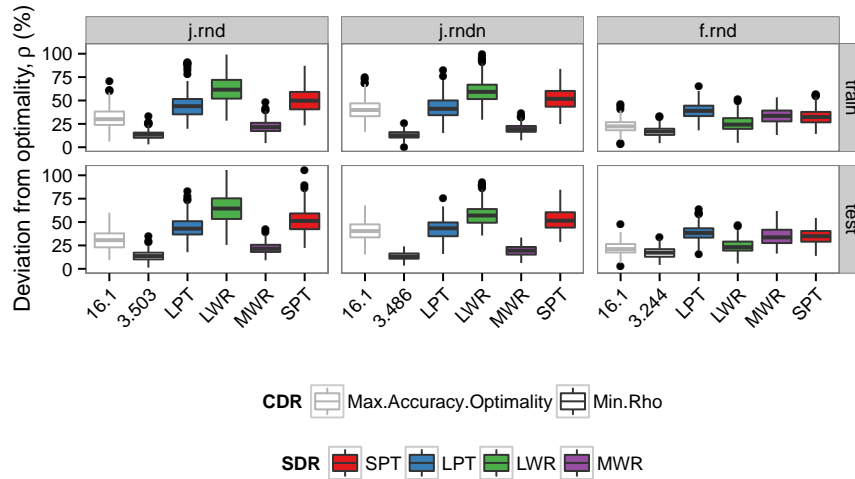 j.rnd j.rndn f.rnd
Deviation from optimality, ρ (%)
100
75
50
25
0
train
100
75
50
25
0
test
16.1 3.503 LPT LWR MWR SPT
16.1 3.486 LPT LWR MWR SPT
16.1 3.244 LPT LWR MWR SPT
CDR Max.Accuracy.Optimality Min.Rho
SDR SPT LPT LWR MWR